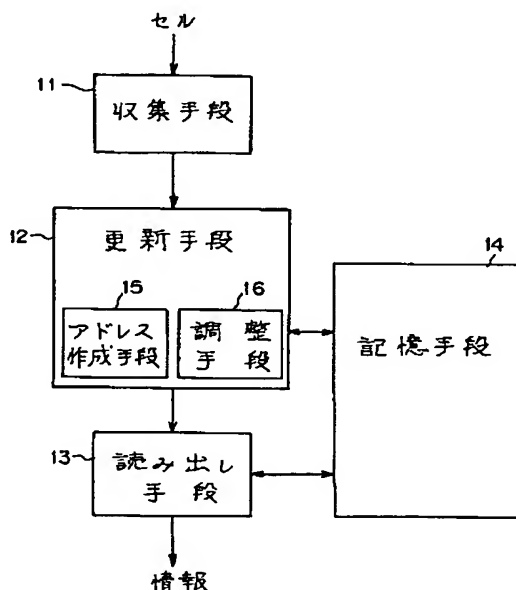 セル
11
収集手段
12
更新手段
14
15
16
アドレス
作成手段
調整
手段
記憶手段
13
読み出し
手段
情報